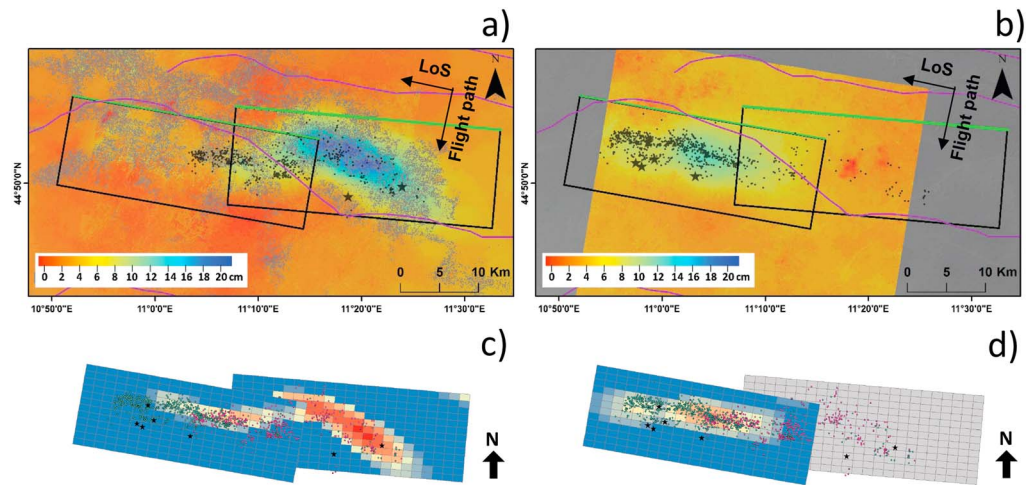 a)
b)
N
LoS
Flight path
N
LoS
Flight path
44°50'0"N
44°50'0"N
0 2 4 6 8 10 12 14 16 18 20 cm
0 5 10 Km
0 2 4 6 8 10 12 14 16 18 20 cm
0 5 10 Km
10°50'0"E 11°0'0"E 11°10'0"E 11°20'0"E 11°30'0"E
10°50'0"E 11°0'0"E 11°10'0"E 11°20'0"E 11°30'0"E
c)
d)
N
N